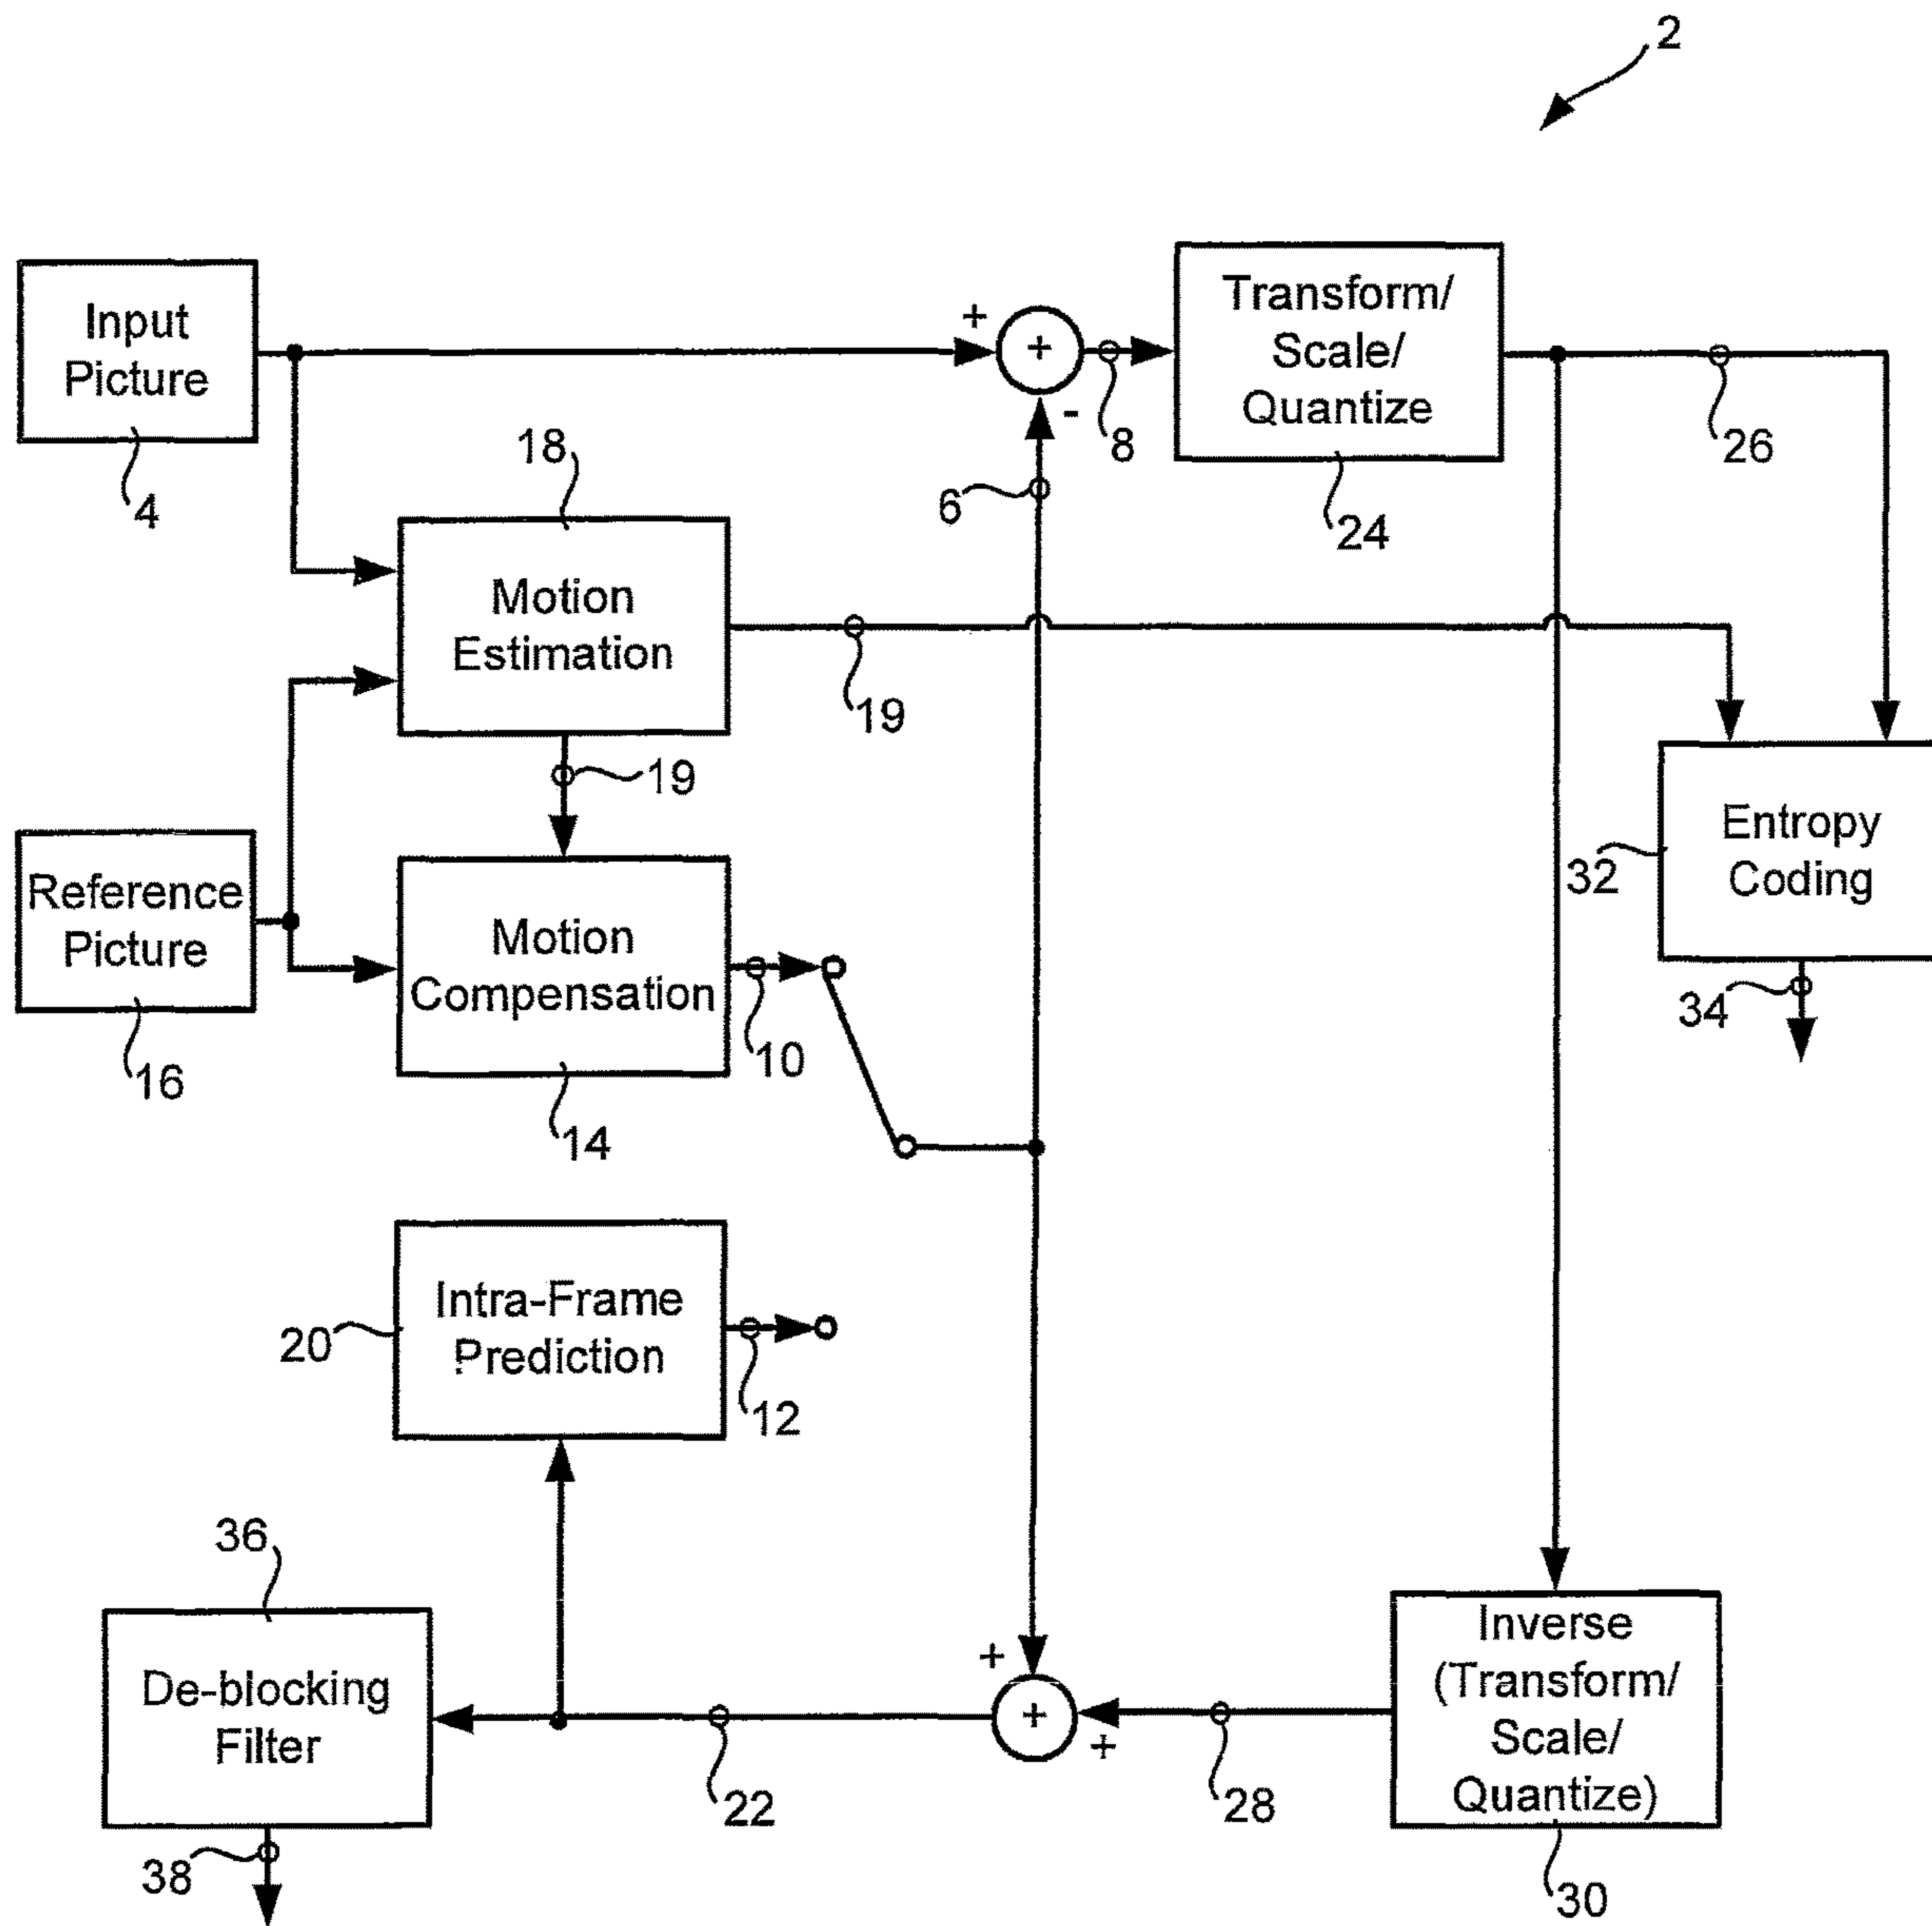 2
Input
Picture
4
+
+
-
6
8
Transform/
Scale/
Quantize
24
26
18
Motion
Estimation
19
19
Reference
Picture
16
Motion
Compensation
14
10
Entropy
Coding
32
34
Intra-Frame
Prediction
20
12
36
De-blocking
Filter
38
22
+
+
+
28
Inverse
(Transform/
Scale/
Quantize)
30